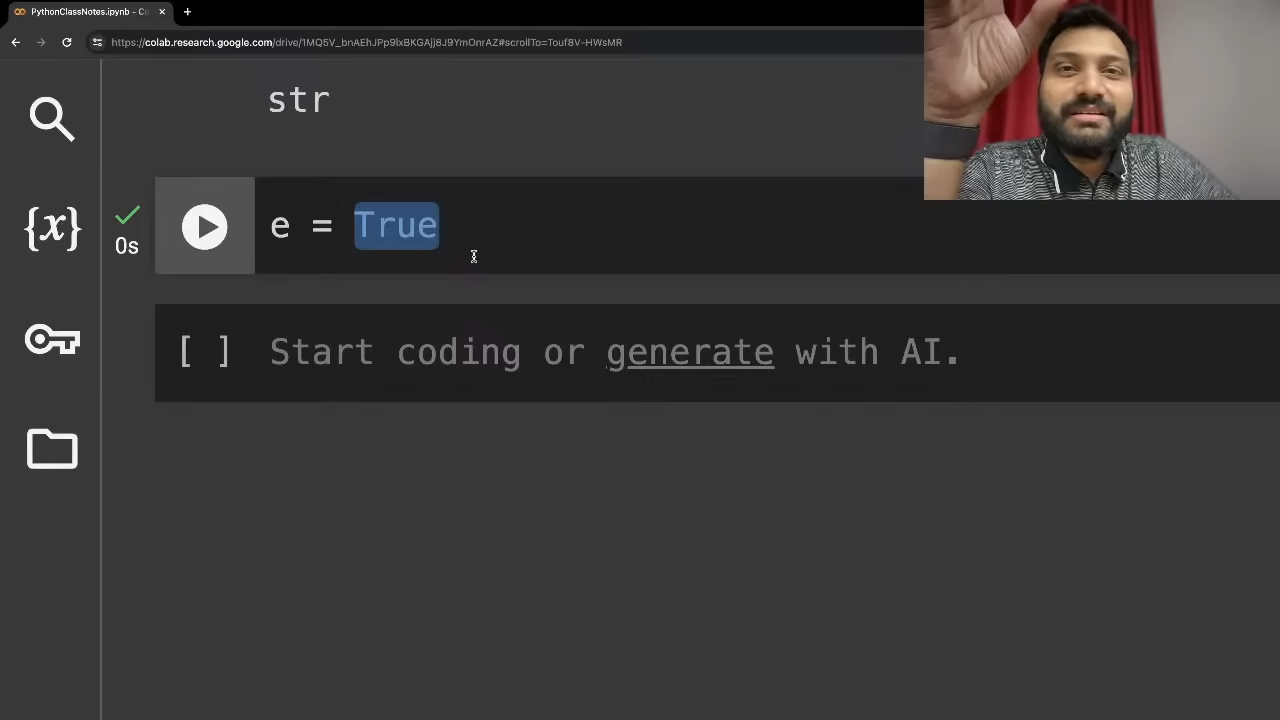 PythonClassNotes.ipynb - Co
https://colab.research.google.com/drive/1MQ5V_bnAEhJPp9lxBKGAjj8J9YmOnrAZ#scrollTo=Touf8V-HWsMR
str
{x}
0s
e = True
[ ] Start coding or generate with AI.